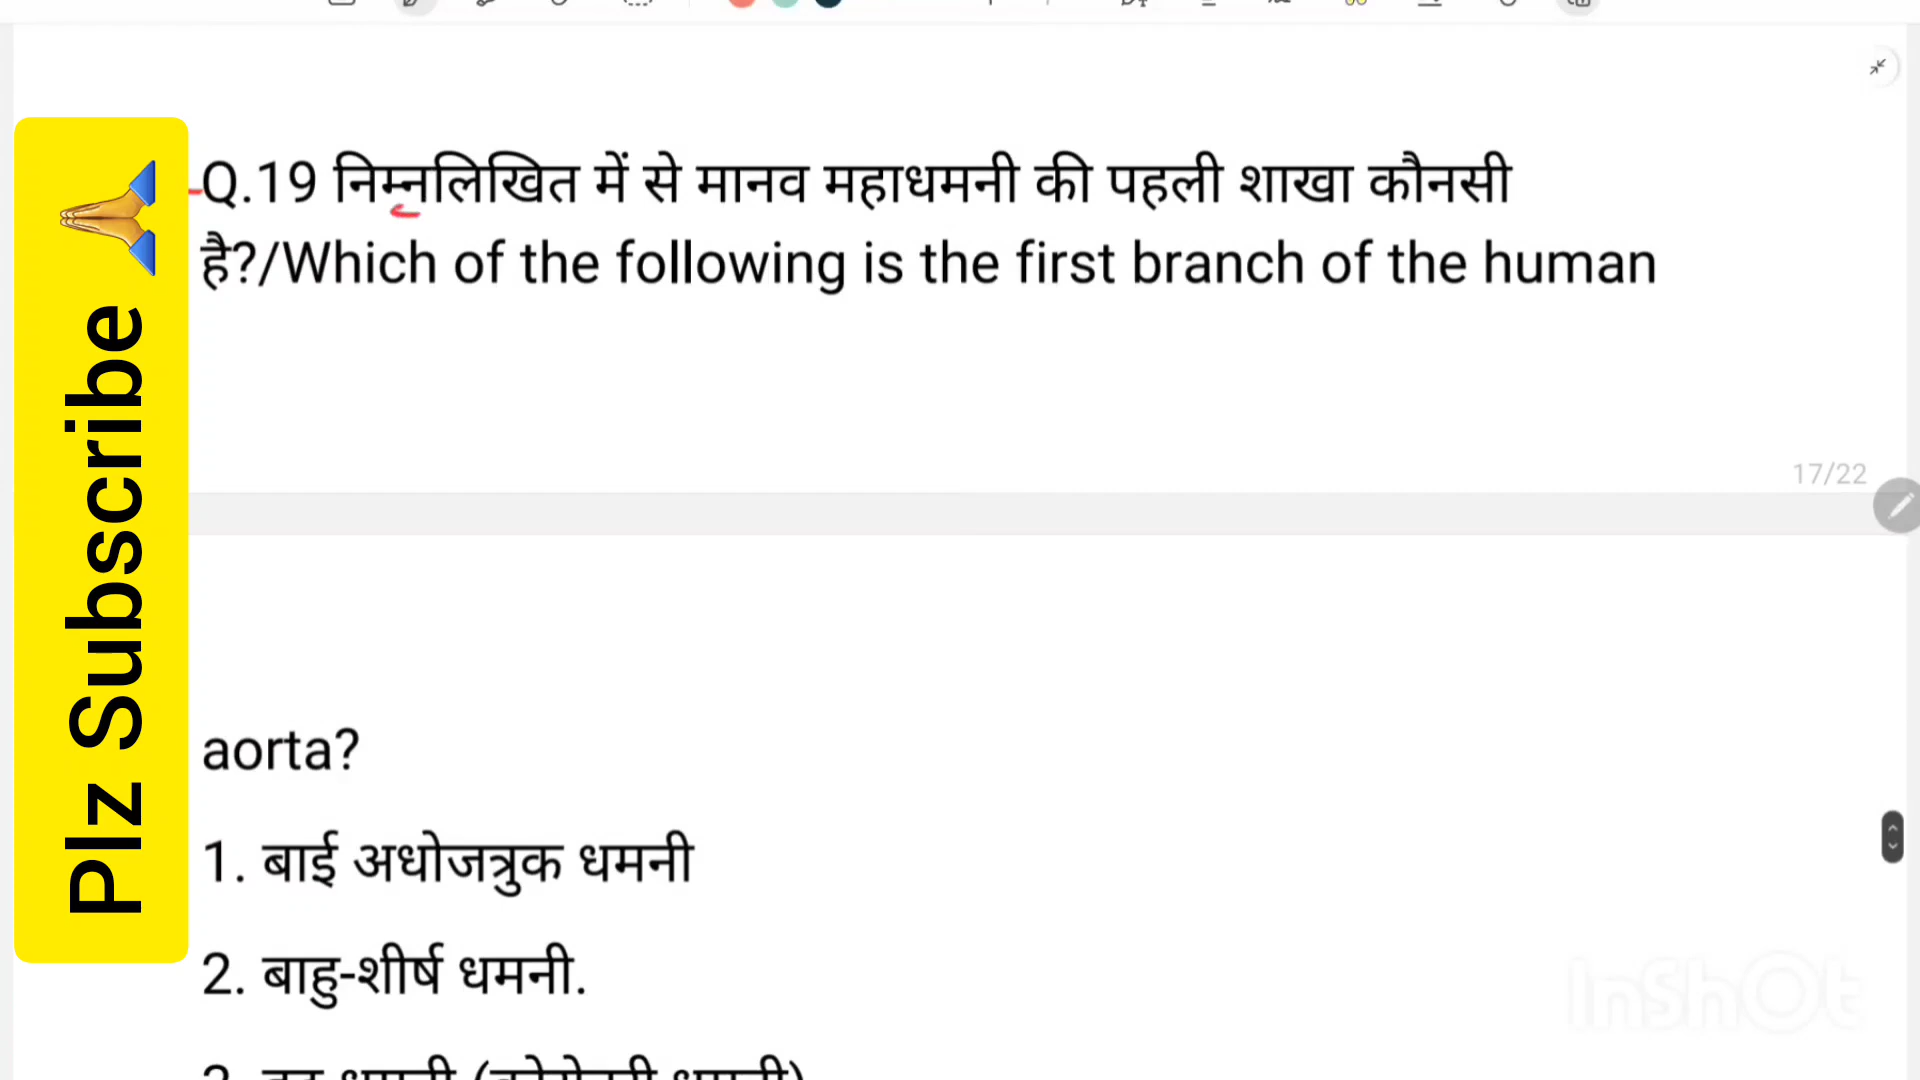 Plz Subscribe
Q.19 निम्नलिखित में से मानव महाधमनी की पहली शाखा कौनसी
है?/Which of the following is the first branch of the human
17/22
aorta?
1. बाई अधोजत्रुक धमनी
2. बाहु-शीर्ष धमनी.
InShOt